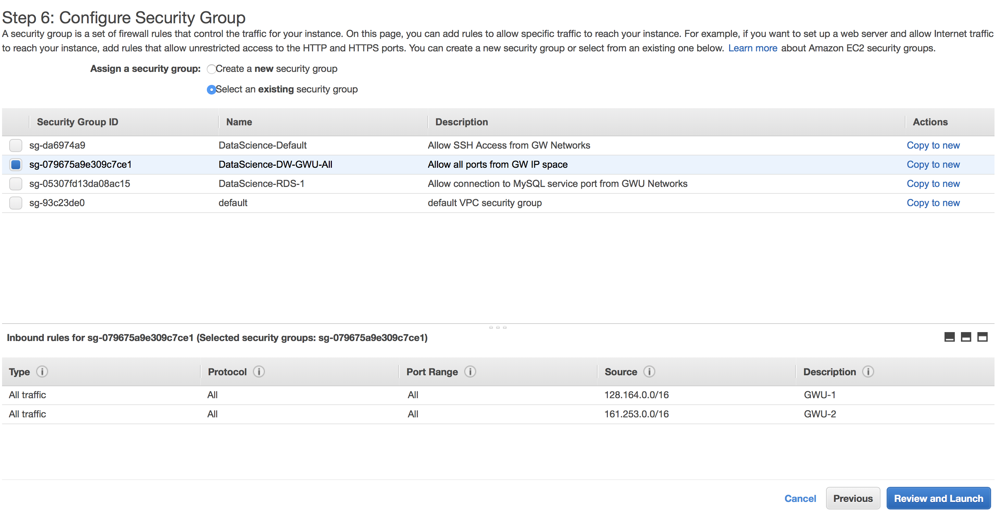 Step 6: Configure Security Group
A security group is a set of firewall rules that control the traffic for your instance. On this page, you can add rules to allow specific traffic to reach your instance. For example, if you want to set up a web server and allow Internet traffic
to reach your instance, add rules that allow unrestricted access to the HTTP and HTTPS ports. You can create a new security group or select from an existing one below. Learn more about Amazon EC2 security groups.
Assign a security group: Create a new security group
Select an existing security group
Security Group ID Name Description Actions
sg-da6974a9 DataScience-Default Allow SSH Access from GW Networks Copy to new
sg-079675a9e309c7ce1 DataScience-DW-GWU-All Allow all ports from GW IP space Copy to new
sg-05307fd13da08ac15 DataScience-RDS-1 Allow connection to MySQL service port from GWU Networks Copy to new
sg-93c23de0 default default VPC security group Copy to new
Inbound rules for sg-079675a9e309c7ce1 (Selected security groups: sg-079675a9e309c7ce1)
Type i Protocol i Port Range i Source i Description i
All traffic All All 128.164.0.0/16 GWU-1
All traffic All All 161.253.0.0/16 GWU-2
Cancel Previous Review and Launch